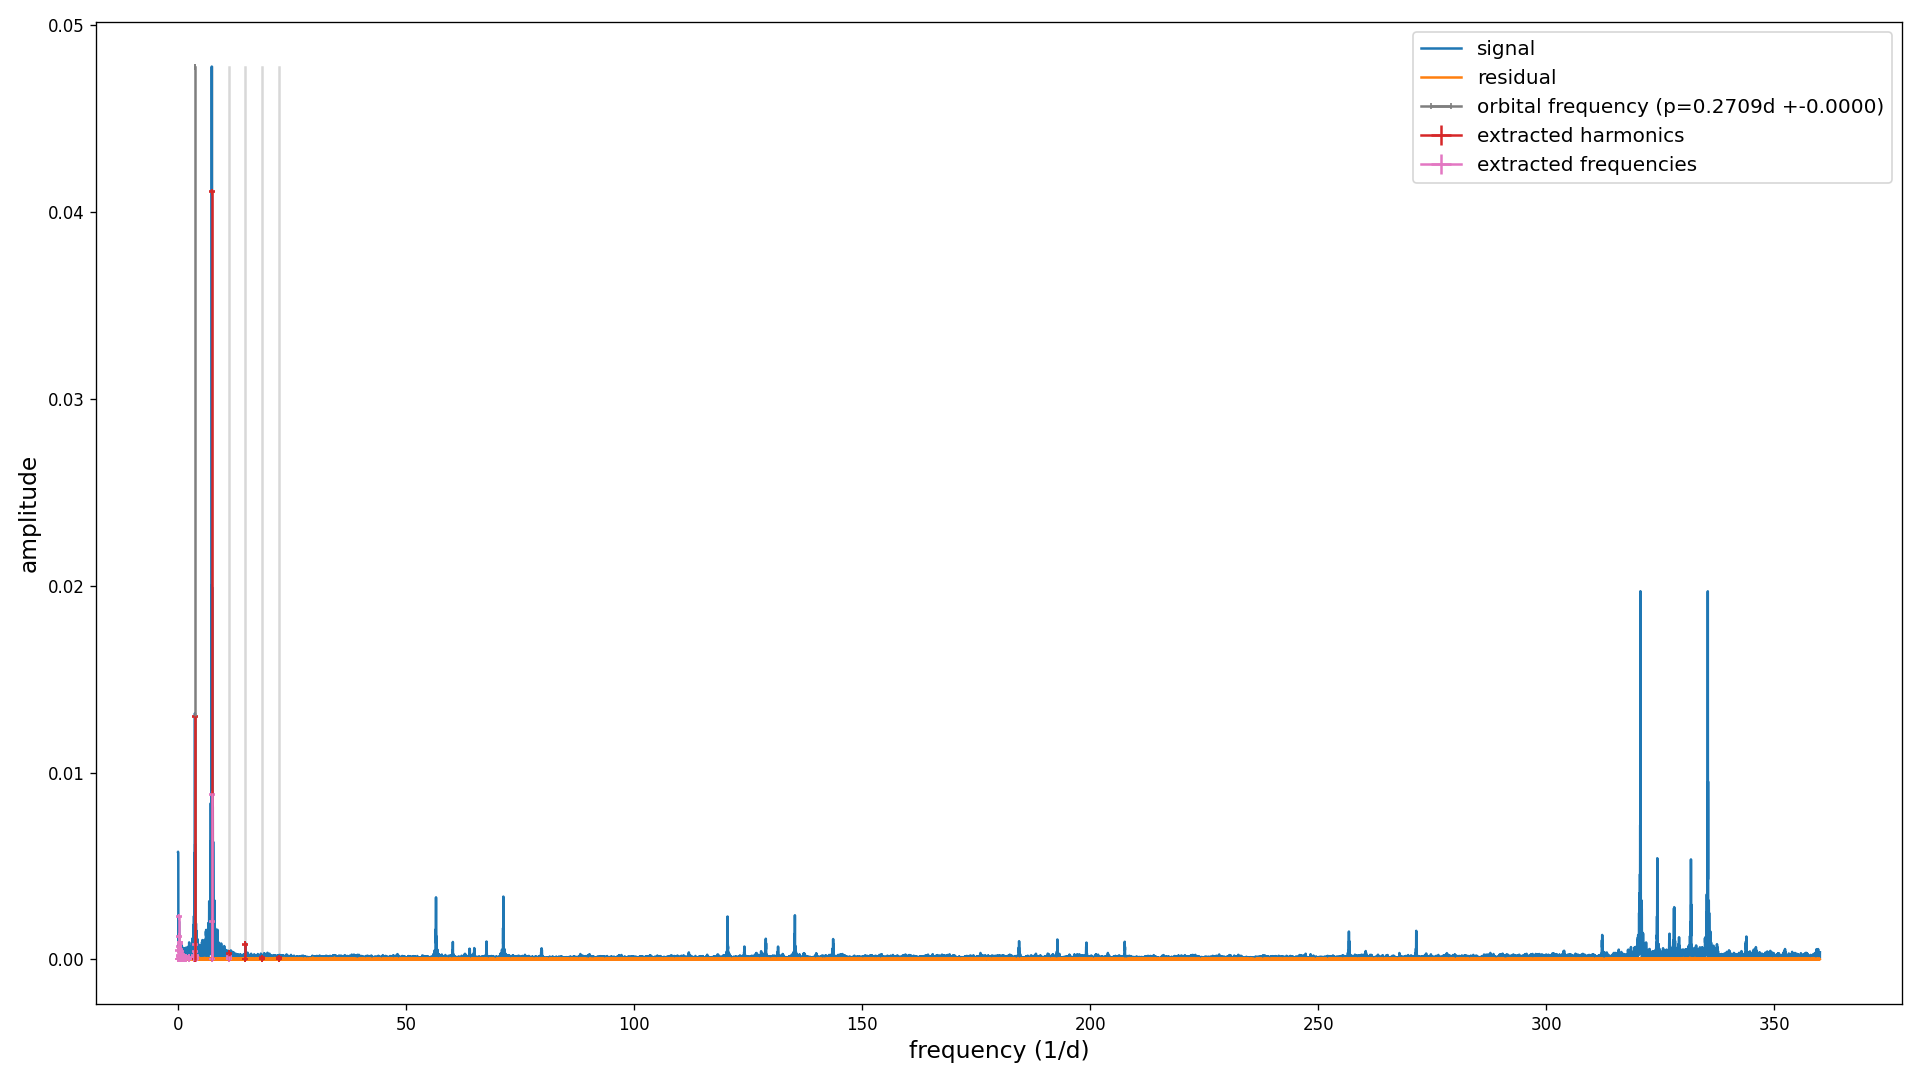 0.05
0.04
0.03
0.02
0.01
0.00
amplitude
0
50
100
150
200
250
300
350
frequency (1/d)
signal
residual
orbital frequency (p=0.2709d +-0.0000)
extracted harmonics
extracted frequencies